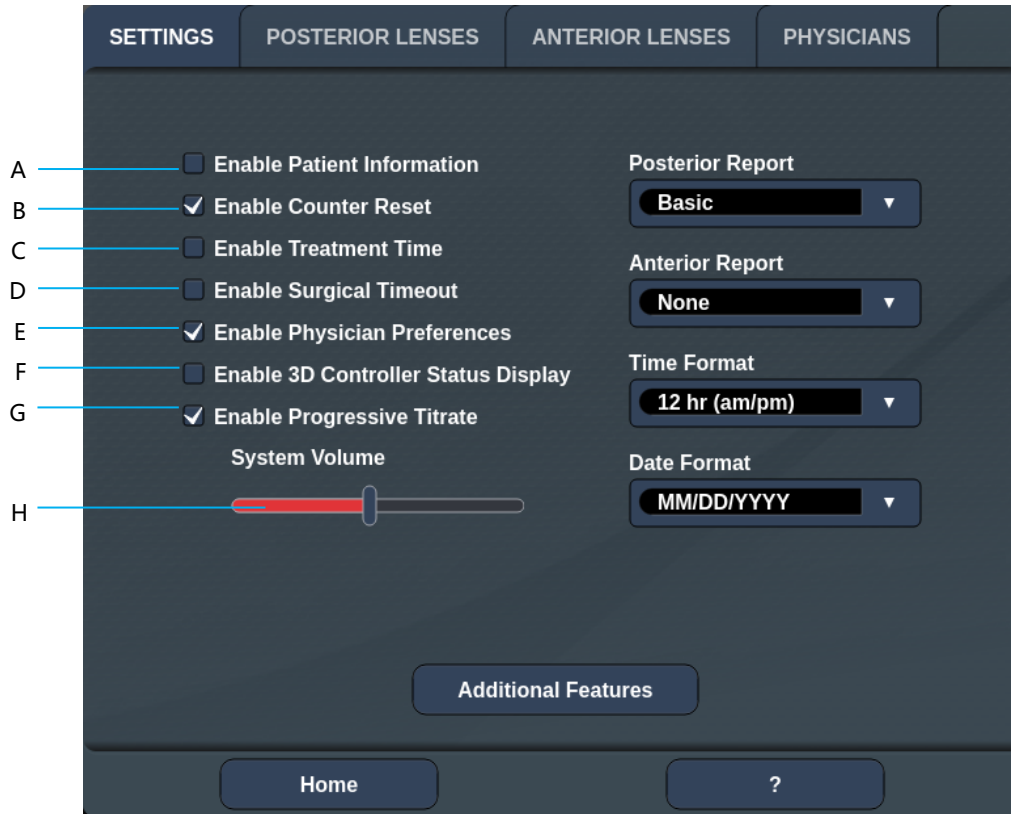 SETTINGS POSTERIOR LENSES ANTERIOR LENSES PHYSICIANS
A Enable Patient Information
B Enable Counter Reset
C Enable Treatment Time
D Enable Surgical Timeout
E Enable Physician Preferences
F Enable 3D Controller Status Display
G Enable Progressive Titrate
System Volume
H
Posterior Report
Basic
Anterior Report
None
Time Format
12 hr (am/pm)
Date Format
MM/DD/YYYY
Additional Features
Home ?